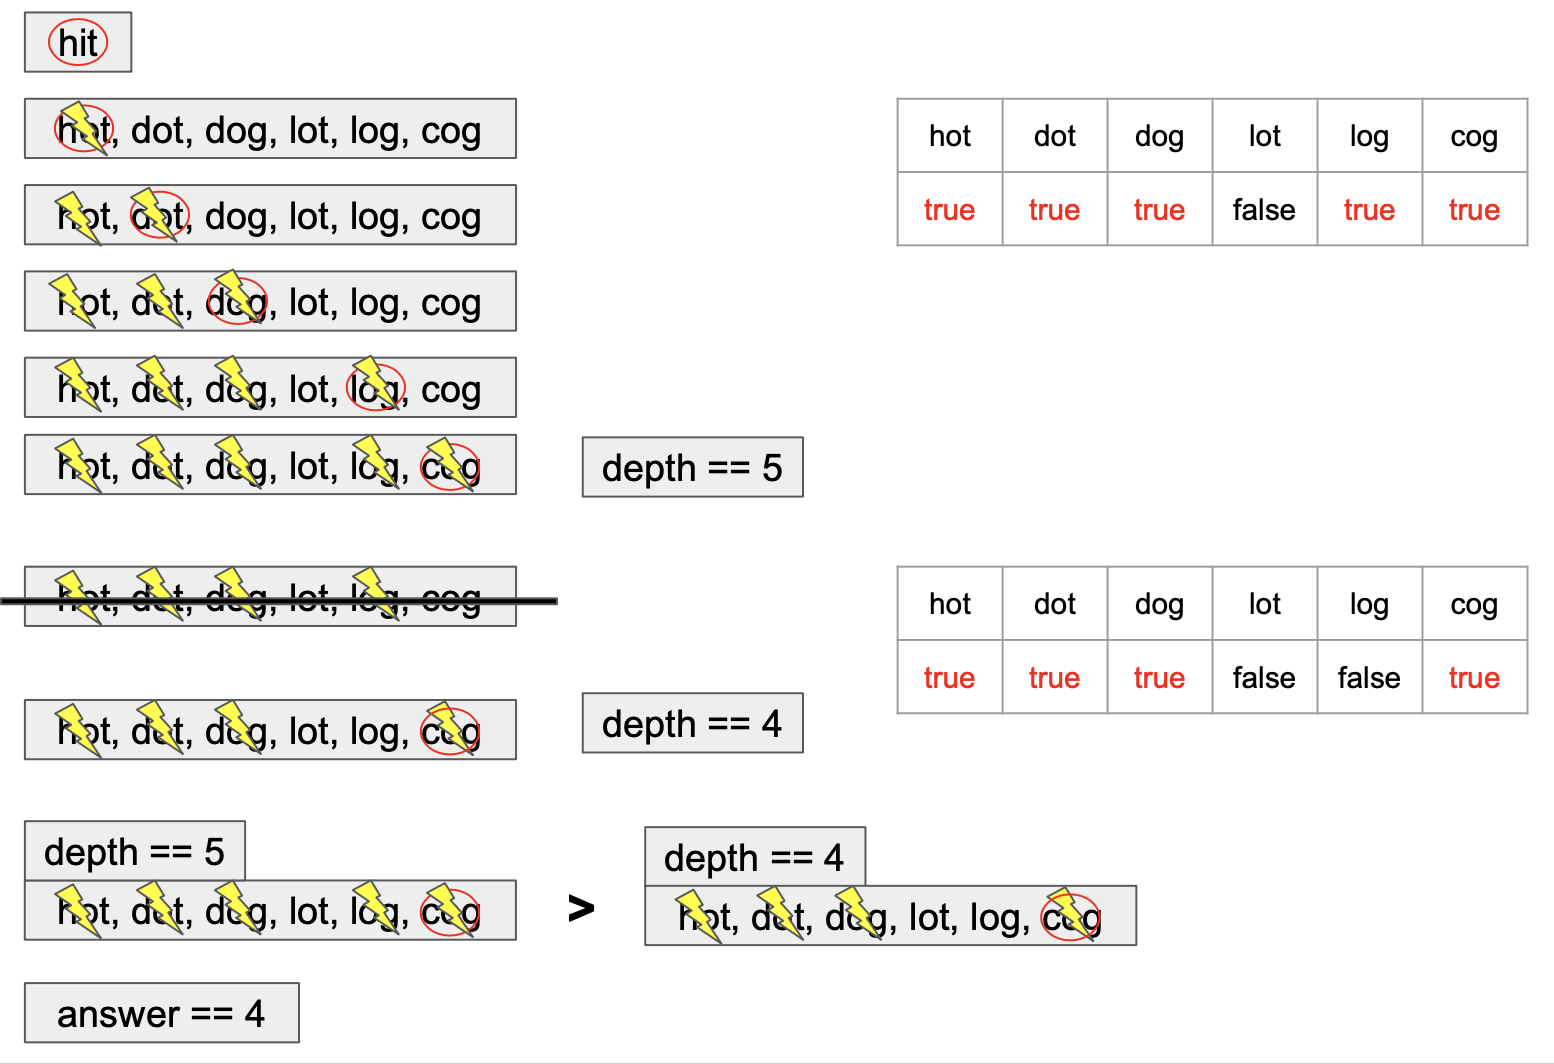 hit
hot, dot, dog, lot, log, cog
hot dot dog lot log cog
true true true false true true
hot, dot, dog, lot, log, cog
hot, dot, dog, lot, log, cog
hot, dot, dog, lot, log, cog
hot, dot, dog, lot, log, cog
depth == 5
hot, dot, dog, lot, log, cog
hot dot dog lot log cog
true true true false false true
hot, dot, dog, lot, log, cog
depth == 4
depth == 5
hot, dot, dog, lot, log, cog
>
depth == 4
hot, dot, dog, lot, log, cog
answer == 4